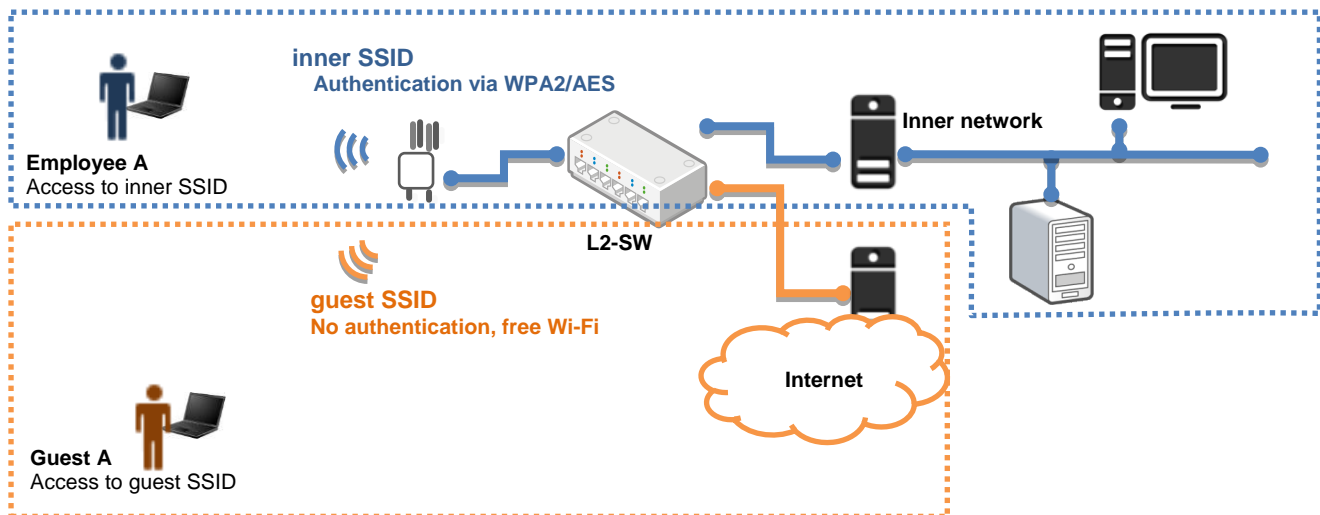 inner SSID
Authentication via WPA2/AES
Inner network
Employee A
Access to inner SSID
L2-SW
guest SSID
No authentication, free Wi-Fi
Internet
Guest A
Access to guest SSID